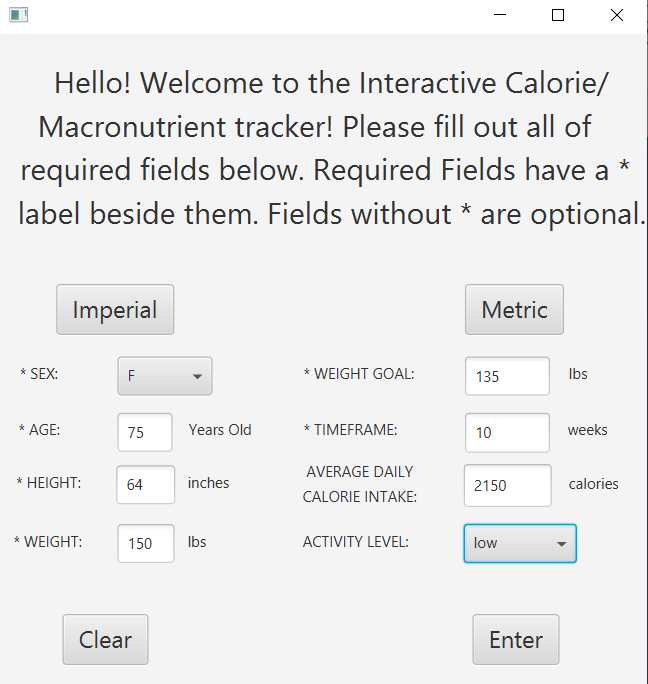 Hello! Welcome to the Interactive Calorie/
Macronutrient tracker! Please fill out all of
required fields below. Required Fields have a *
label beside them. Fields without * are optional.
Imperial
Metric
* SEX:
F
* WEIGHT GOAL:
135
lbs
* AGE:
75
Years Old
* TIMEFRAME:
10
weeks
* HEIGHT:
64
inches
AVERAGE DAILY
CALORIE INTAKE:
2150
calories
* WEIGHT:
150
lbs
ACTIVITY LEVEL:
low
Clear
Enter